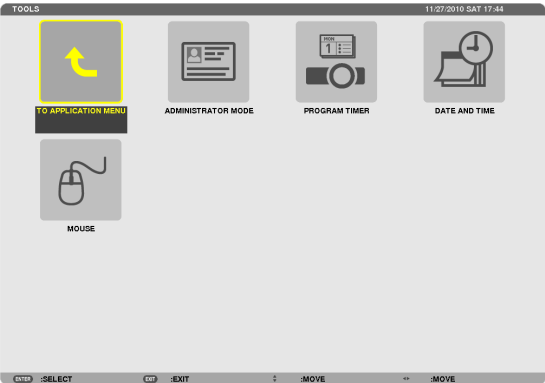 TOOLS 11/27/2010 SAT 17:44
MON
1
TO APPLICATION MENU ADMINISTRATOR MODE PROGRAM TIMER DATE AND TIME
MOUSE
ENTER :SELECT EXIT :EXIT :MOVE :MOVE